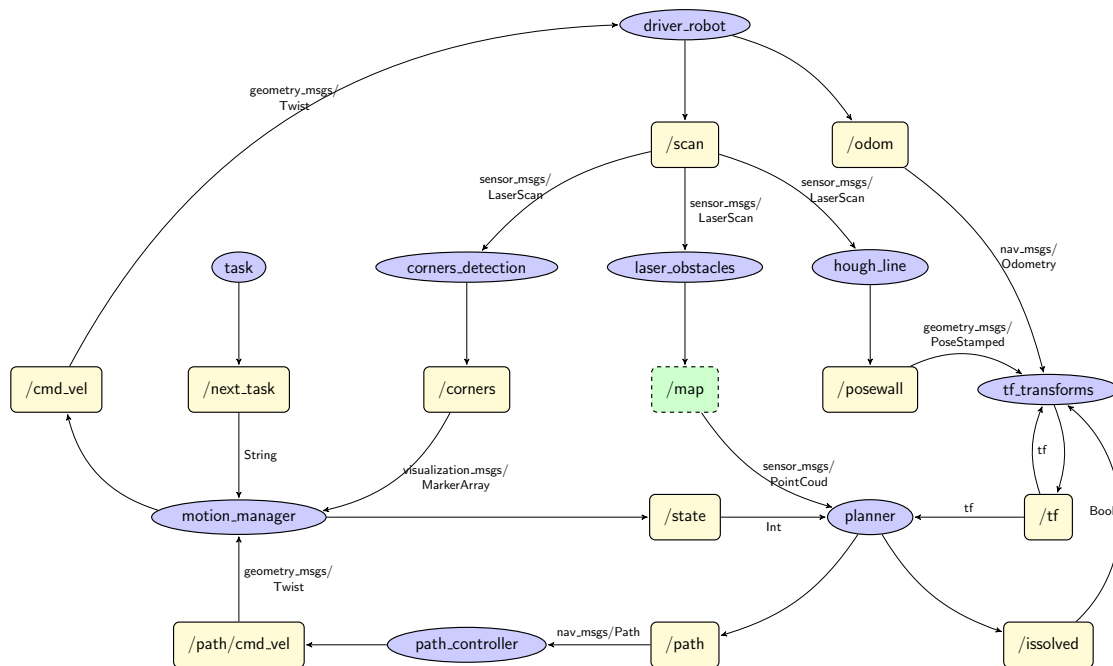 driver_robot
geometry_msgs/
Twist
/scan
/odom
sensor_msgs/
LaserScan
sensor_msgs/
LaserScan
sensor_msgs/
LaserScan
nav_msgs/
Odometry
task
corners_detection
laser_obstacles
hough_line
geometry_msgs/
PoseStamped
/cmd_vel
/next_task
/corners
/map
/posewall
tf_transforms
String
visualization_msgs/
MarkerArray
sensor_msgs/
PointCoud
tf
motion_manager
/state
Int
planner
tf
/tf
Bool
geometry_msgs/
Twist
/path/cmd_vel
path_controller
nav_msgs/Path
/path
/issolved